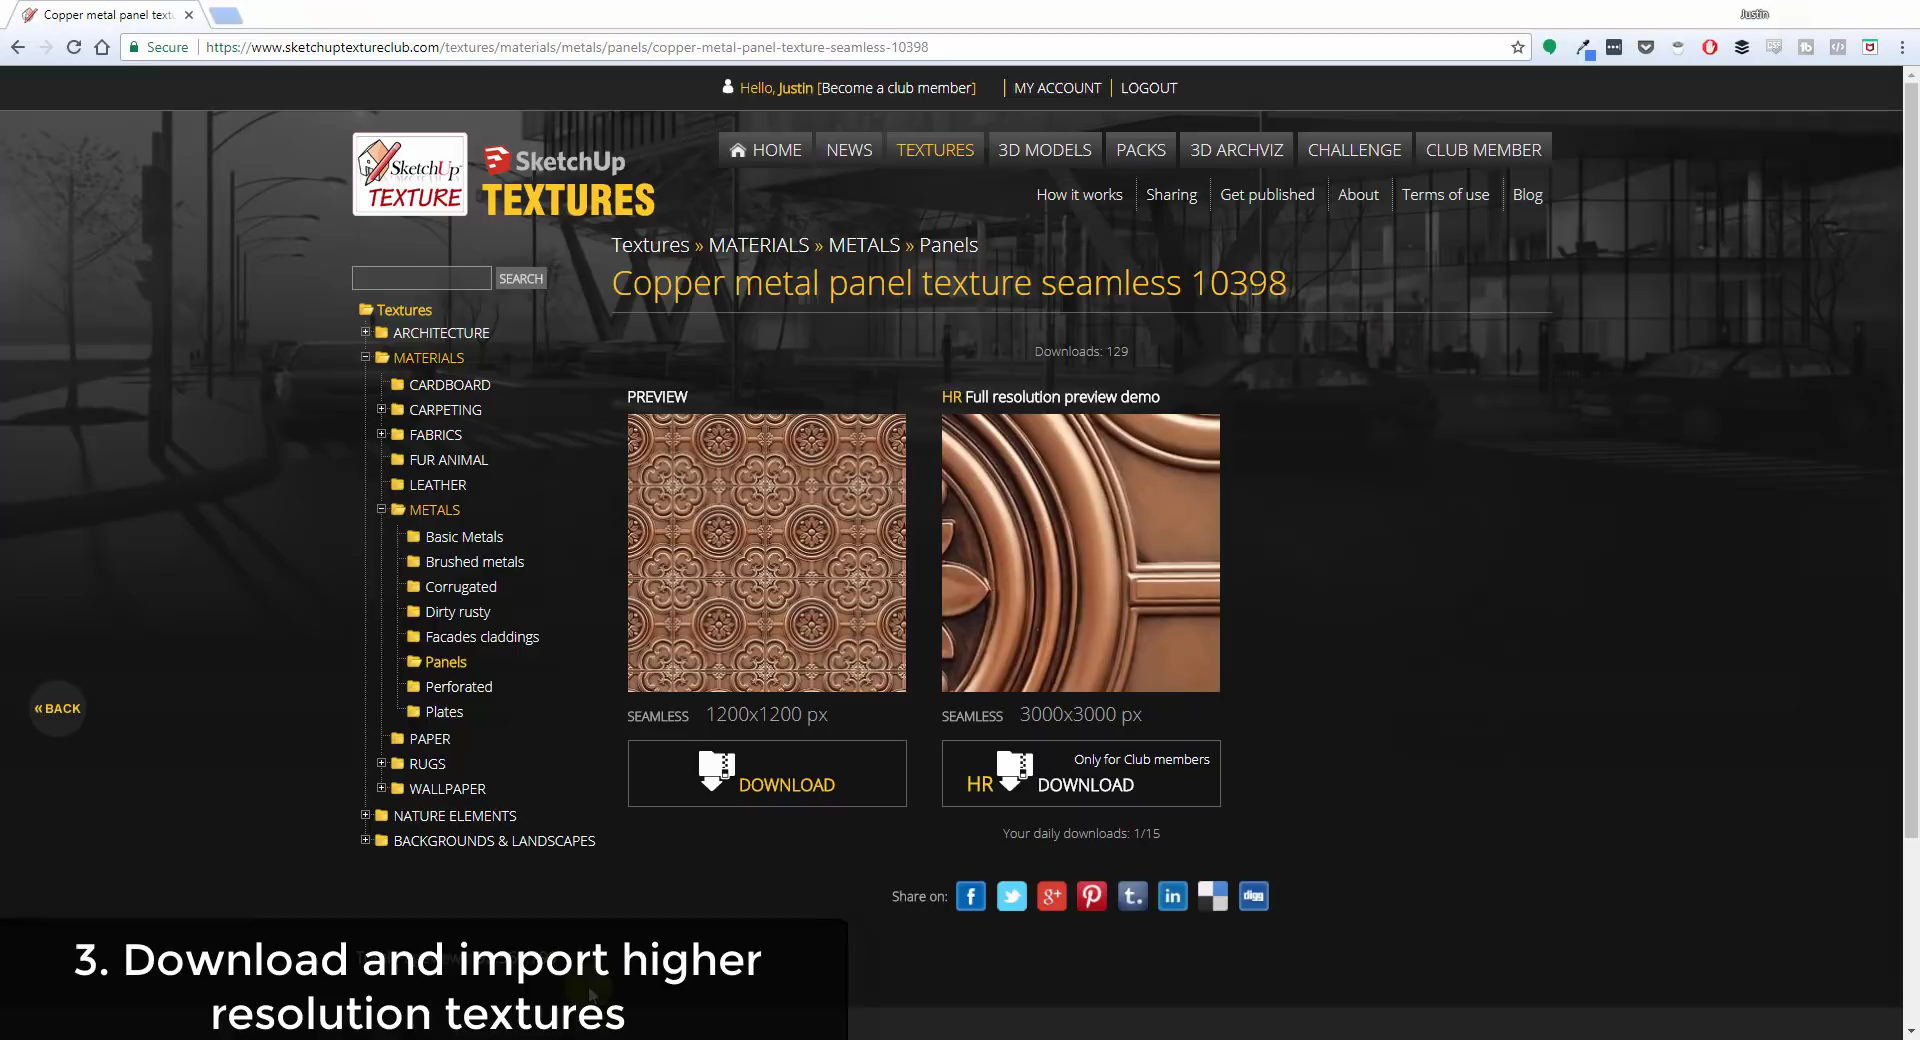 Copper metal panel text
Justin
Secure
https://www.sketchuptextureclub.com/textures/materials/metals/panels/copper-metal-panel-texture-seamless-10398
Hello, Justin [Become a club member]
MY ACCOUNT
LOGOUT
SketchUp
TEXTURE
SketchUp
TEXTURES
HOME
NEWS
TEXTURES
3D MODELS
PACKS
3D ARCHVIZ
CHALLENGE
CLUB MEMBER
How it works
Sharing
Get published
About
Terms of use
Blog
Textures » MATERIALS » METALS » Panels
Copper metal panel texture seamless 10398
SEARCH
Textures
ARCHITECTURE
MATERIALS
CARDBOARD
CARPETING
FABRICS
FUR ANIMAL
LEATHER
METALS
Basic Metals
Brushed metals
Corrugated
Dirty rusty
Facades claddings
Panels
Perforated
Plates
PAPER
RUGS
WALLPAPER
NATURE ELEMENTS
BACKGROUNDS & LANDSCAPES
« BACK
Downloads: 129
PREVIEW
HR Full resolution preview demo
SEAMLESS 1200x1200 px
SEAMLESS 3000x3000 px
DOWNLOAD
Only for Club members
HR DOWNLOAD
Your daily downloads: 1/15
Share on:
f
g+
t.
in
digg
3. Download and import higher
resolution textures